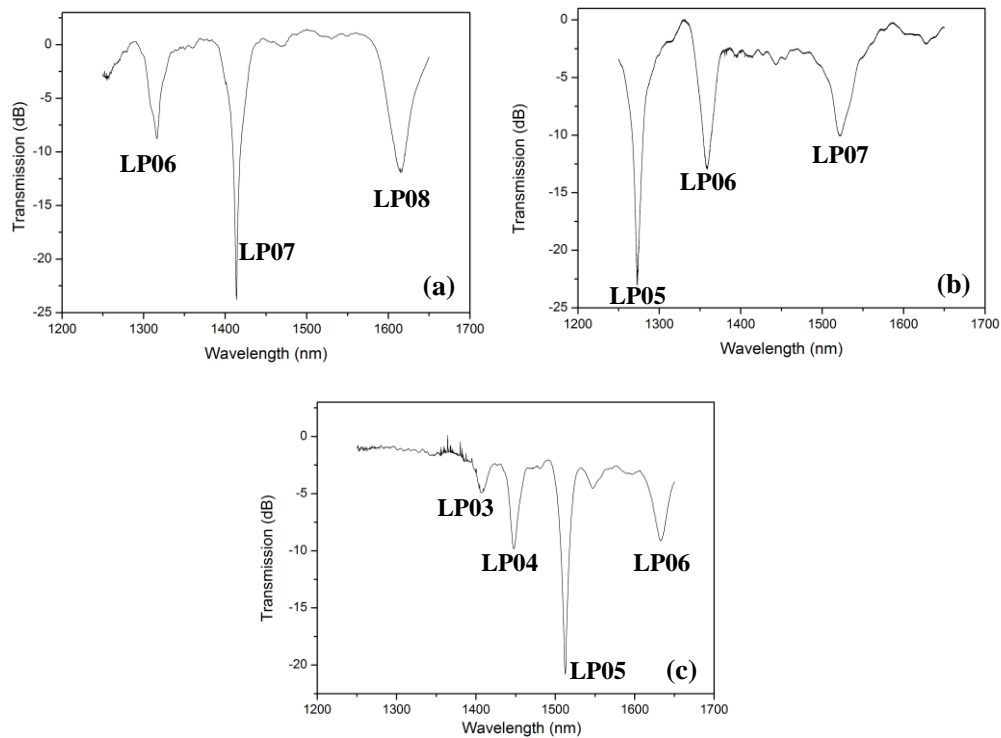 0
-5
-10
-15
-20
-25
1200 1300 1400 1500 1600 1700
Transmission (dB)
Wavelength (nm)
LP06
LP07
LP08
(a)
0
-5
-10
-15
-20
-25
1200 1300 1400 1500 1600 1700
Transmission (dB)
Wavelength (nm)
LP05
LP06
LP07
(b)
0
-5
-10
-15
-20
1200 1300 1400 1500 1600 1700
Transmission (dB)
Wavelength (nm)
LP03
LP04
LP05
LP06
(c)